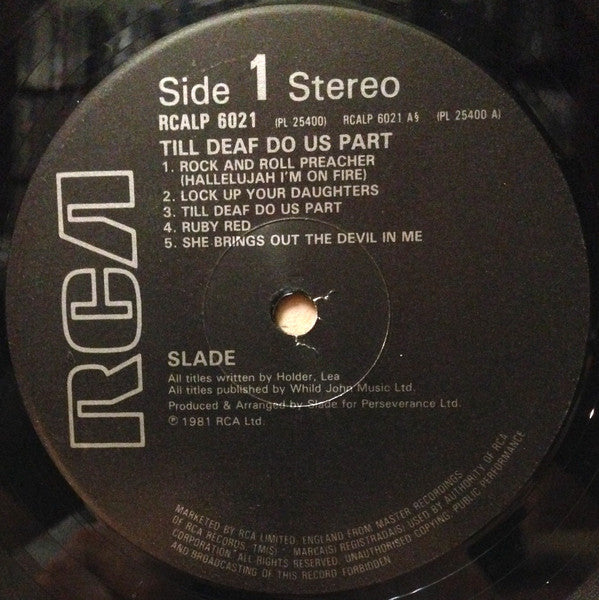 Side 1 Stereo
RCALP 6021 (PL 25400) RCALP 6021 A§ (PL 25400 A)
TILL DEAF DO US PART
1. ROCK AND ROLL PREACHER
(HALLELUJAH I'M ON FIRE)
2. LOCK UP YOUR DAUGHTERS
3. TILL DEAF DO US PART
4. RUBY RED
5. SHE BRINGS OUT THE DEVIL IN ME
RCA
SLADE
All titles written by Holder, Lea
All titles published by Whild John Music Ltd.
Produced & Arranged by Slade for Perseverance Ltd.
℗ 1981 RCA Ltd.
MARKETED BY RCA LIMITED, ENGLAND FROM MASTER RECORDINGS
OF RCA RECORDS. TM(S) ® MARCA(S) REGISTRADA(S) USED BY AUTHORITY OF RCA
CORPORATION. ALL RIGHTS RESERVED. UNAUTHORISED COPYING, PUBLIC PERFORMANCE
AND BROADCASTING OF THIS RECORD FORBIDDEN